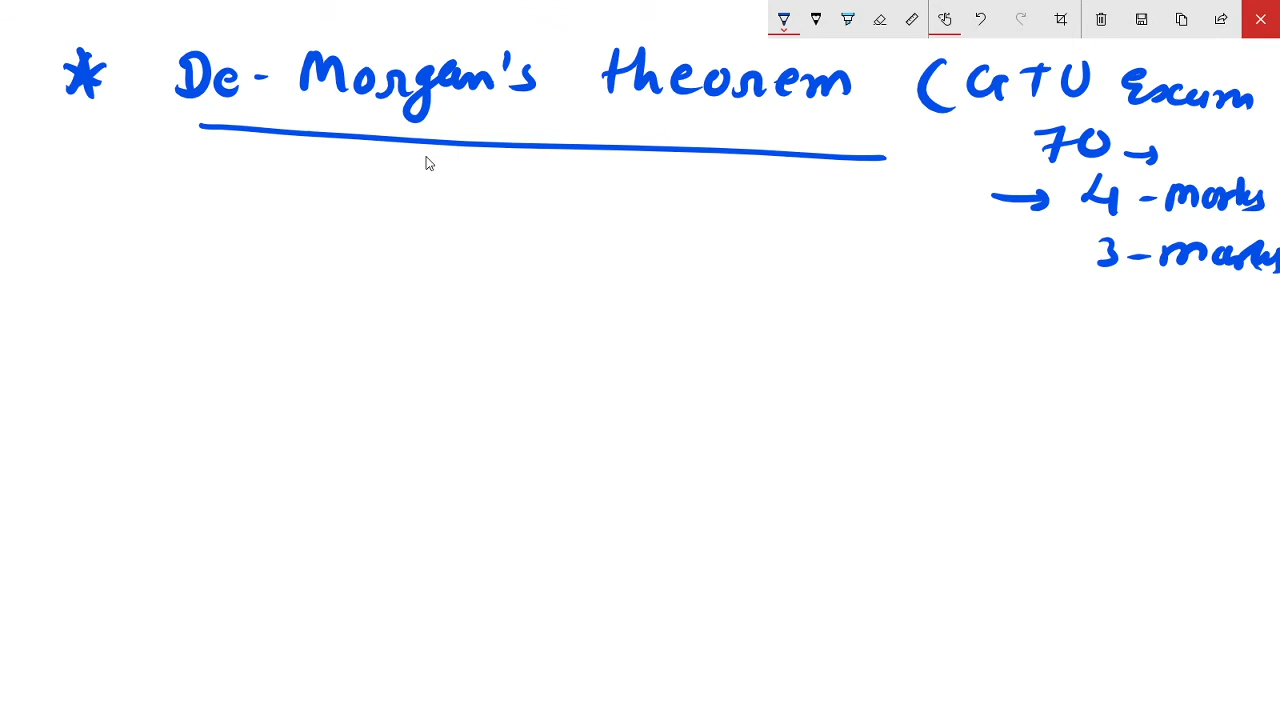 * De-Morgan's theorem (GTU Exam
70 →
→ 4 - marks
3 - marks